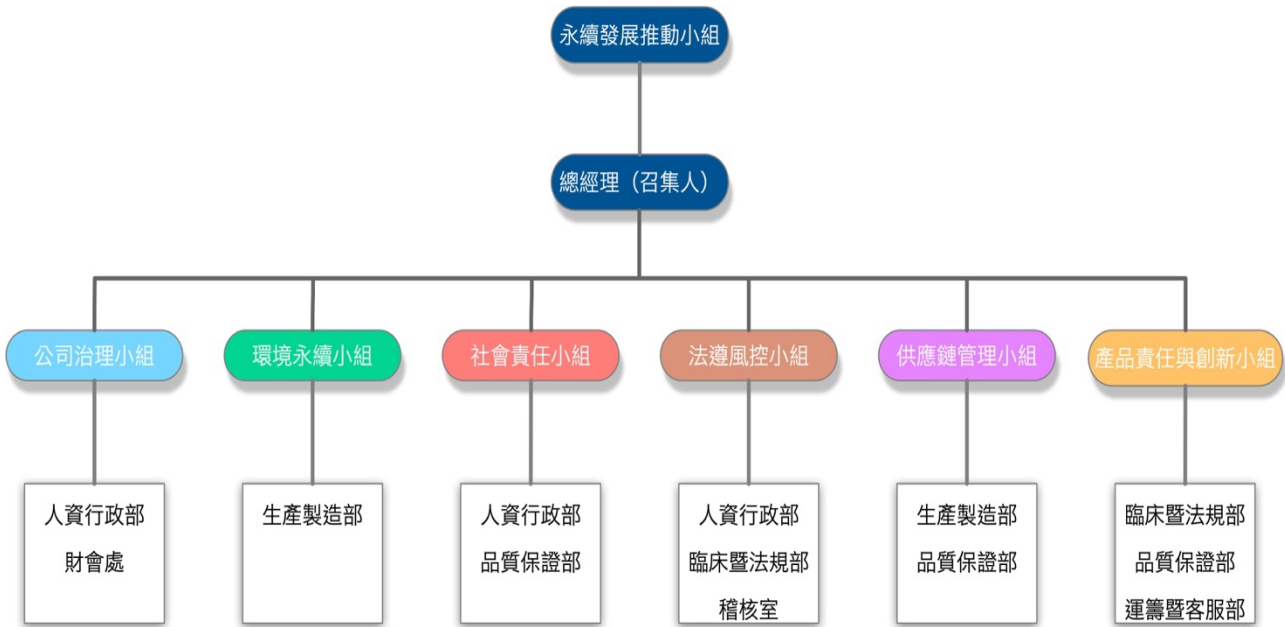 永續發展推動小組
總經理（召集人）
公司治理小組
環境永續小組
社會責任小組
法遵風控小組
供應鏈管理小組
產品責任與創新小組
人資行政部
財會處
生產製造部
人資行政部
品質保證部
人資行政部
臨床暨法規部
稽核室
生產製造部
品質保證部
臨床暨法規部
品質保證部
運籌暨客服部